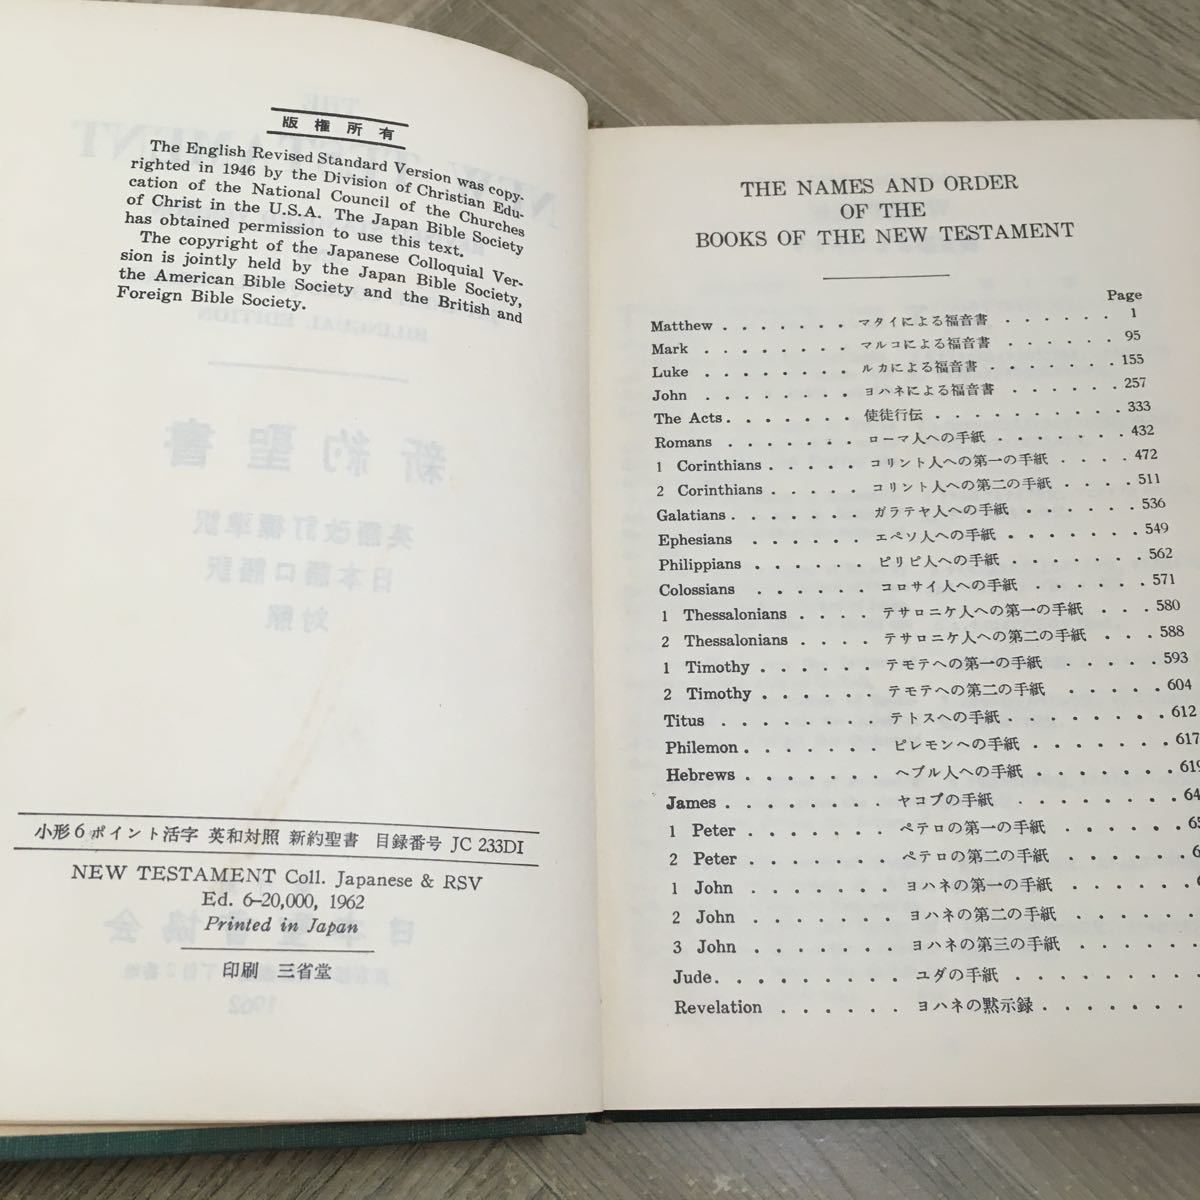 版権所有
The English Revised Standard Version was copy-
righted in 1946 by the Division of Christian Edu-
cation of the National Council of the Churches
of Christ in the U.S.A. The Japan Bible Society
has obtained permission to use this text.
The copyright of the Japanese Colloquial Ver-
sion is jointly held by the Japan Bible Society,
the American Bible Society and the British and
Foreign Bible Society.
小形6ポイント活字 英和対照 新約聖書 目録番号 JC 233DI
NEW TESTAMENT Coll. Japanese & RSV
Ed. 6-20,000, 1962
Printed in Japan
印刷 三省堂
THE NAMES AND ORDER
OF THE
BOOKS OF THE NEW TESTAMENT
Page
Matthew . . . . . . . マタイによる福音書 . . . . . . 1
Mark . . . . . . . . マルコによる福音書 . . . . . . 95
Luke . . . . . . . . ルカによる福音書 . . . . . . . 155
John . . . . . . . . ヨハネによる福音書 . . . . . . 257
The Acts . . . . . . . 使徒行伝 . . . . . . . . . . 333
Romans . . . . . . . ローマ人への手紙 . . . . . . . 432
1 Corinthians . . . . . コリント人への第一の手紙 . . . . 472
2 Corinthians . . . . . コリント人への第二の手紙 . . . . 511
Galatians . . . . . . . ガラテヤ人への手紙 . . . . . . 536
Ephesians . . . . . . エペソ人への手紙 . . . . . . . 549
Philippians . . . . . . ピリピ人への手紙 . . . . . . . 562
Colossians . . . . . . コロサイ人への手紙 . . . . . . 571
1 Thessalonians . . . . テサロニケ人への第一の手紙 . . . 580
2 Thessalonians . . . . テサロニケ人への第二の手紙 . . . 588
1 Timothy . . . . . . テモテへの第一の手紙 . . . . . 593
2 Timothy . . . . . . テモテへの第二の手紙 . . . . . 604
Titus . . . . . . . . テトスへの手紙 . . . . . . . . 612
Philemon . . . . . . . ピレモンへの手紙 . . . . . . . 617
Hebrews . . . . . . . ヘブル人への手紙 . . . . . . . 619
James . . . . . . . . ヤコブの手紙 . . . . . . . .
1 Peter . . . . . . . ペテロの第一の手紙 . . . . . .
2 Peter . . . . . . . ペテロの第二の手紙 . . . . . .
1 John . . . . . . . ヨハネの第一の手紙 . . . . . .
2 John . . . . . . . ヨハネの第二の手紙 . . . . . .
3 John . . . . . . . ヨハネの第三の手紙 . . . . . .
Jude . . . . . . . . ユダの手紙 . . . . . . . .
Revelation . . . . . . ヨハネの黙示録 . . . . . . .